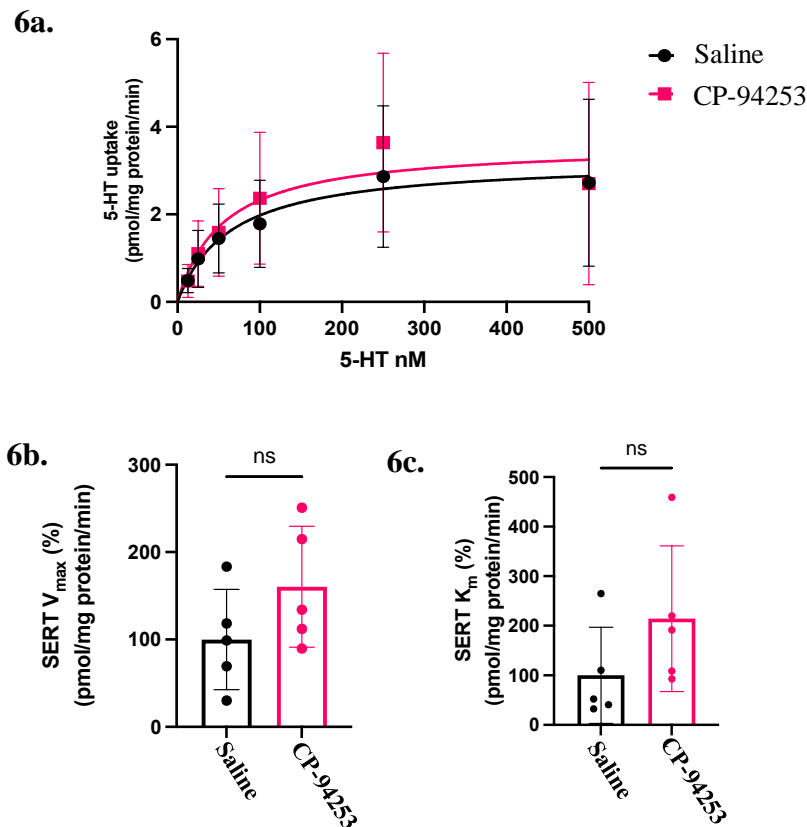 6a.
Saline
CP-94253
5-HT uptake
(pmol/mg protein/min)
6
4
2
0
0
100
200
300
400
500
5-HT nM
6b.
ns
SERT Vmax (%)
(pmol/mg protein/min)
300
200
100
0
Saline
CP-94253
6c.
ns
SERT Km (%)
(pmol/mg protein/min)
500
400
300
200
100
0
Saline
CP-94253